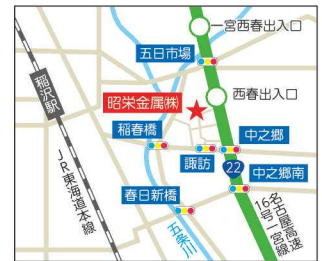 一宮西春出入口
五日市場
西春出入口
昭栄金属㈱
稲沢駅
稲春橋
中之郷
諏訪
22
中之郷南
春日新橋
JR東海道本線
五条川
名古屋高速
16号一宮線